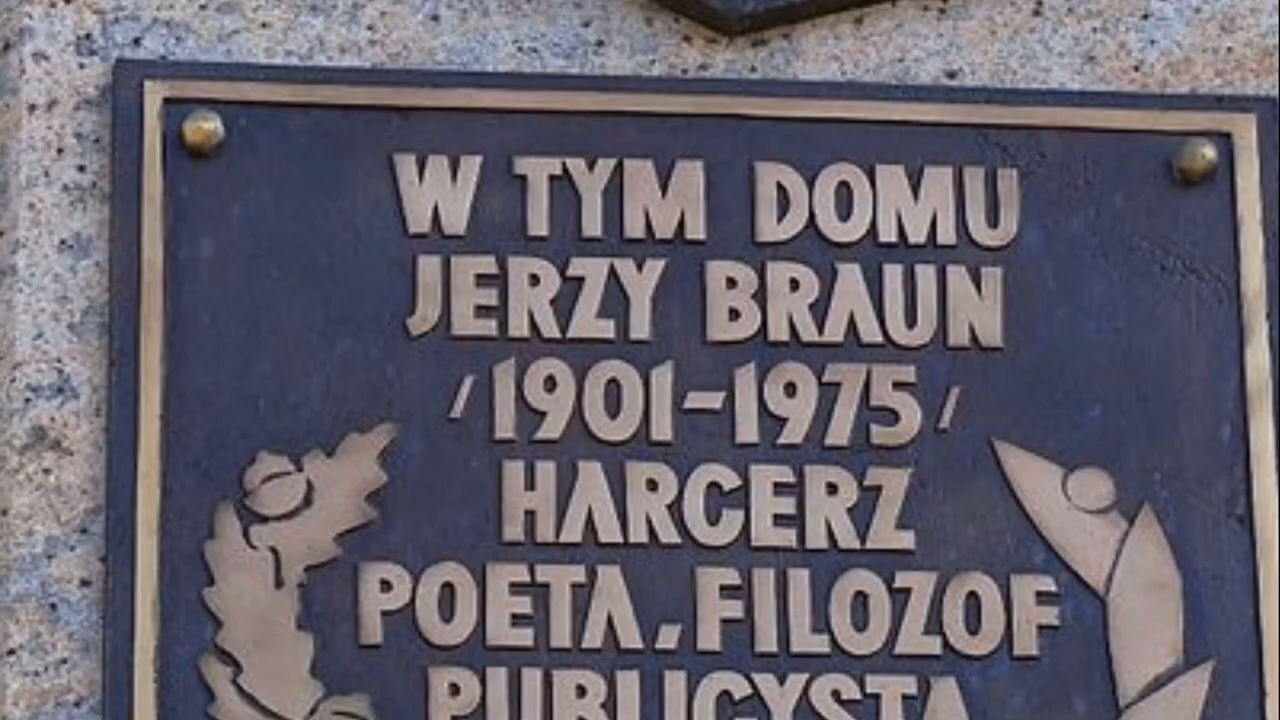 W TYM DOMU
JERZY BRAUN
/1901-1975/
HARCERZ
POETA, FILOZOF
PUBLICYSTA